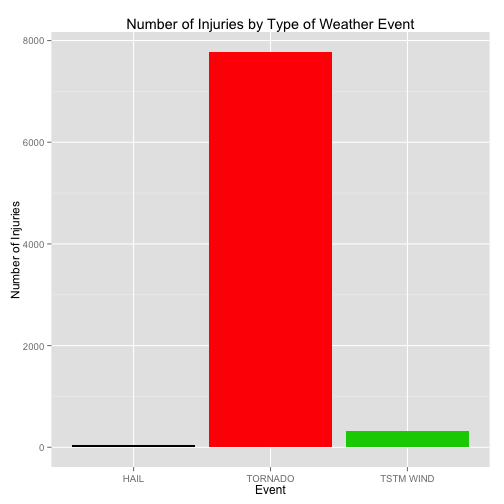 Number of Injuries by Type of Weather Event
Number of Injuries
8000
6000
4000
2000
0
HAIL TORNADO TSTM WIND
Event